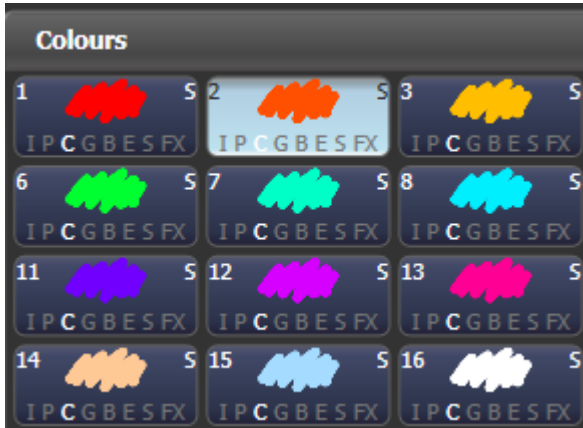 Colours
1 S 2 S 3 S
I P C G B E S FX I P C G B E S FX I P C G B E S FX
6 S 7 S 8 S
I P C G B E S FX I P C G B E S FX I P C G B E S FX
11 S 12 S 13 S
I P C G B E S FX I P C G B E S FX I P C G B E S FX
14 S 15 S 16 S
I P C G B E S FX I P C G B E S FX I P C G B E S FX